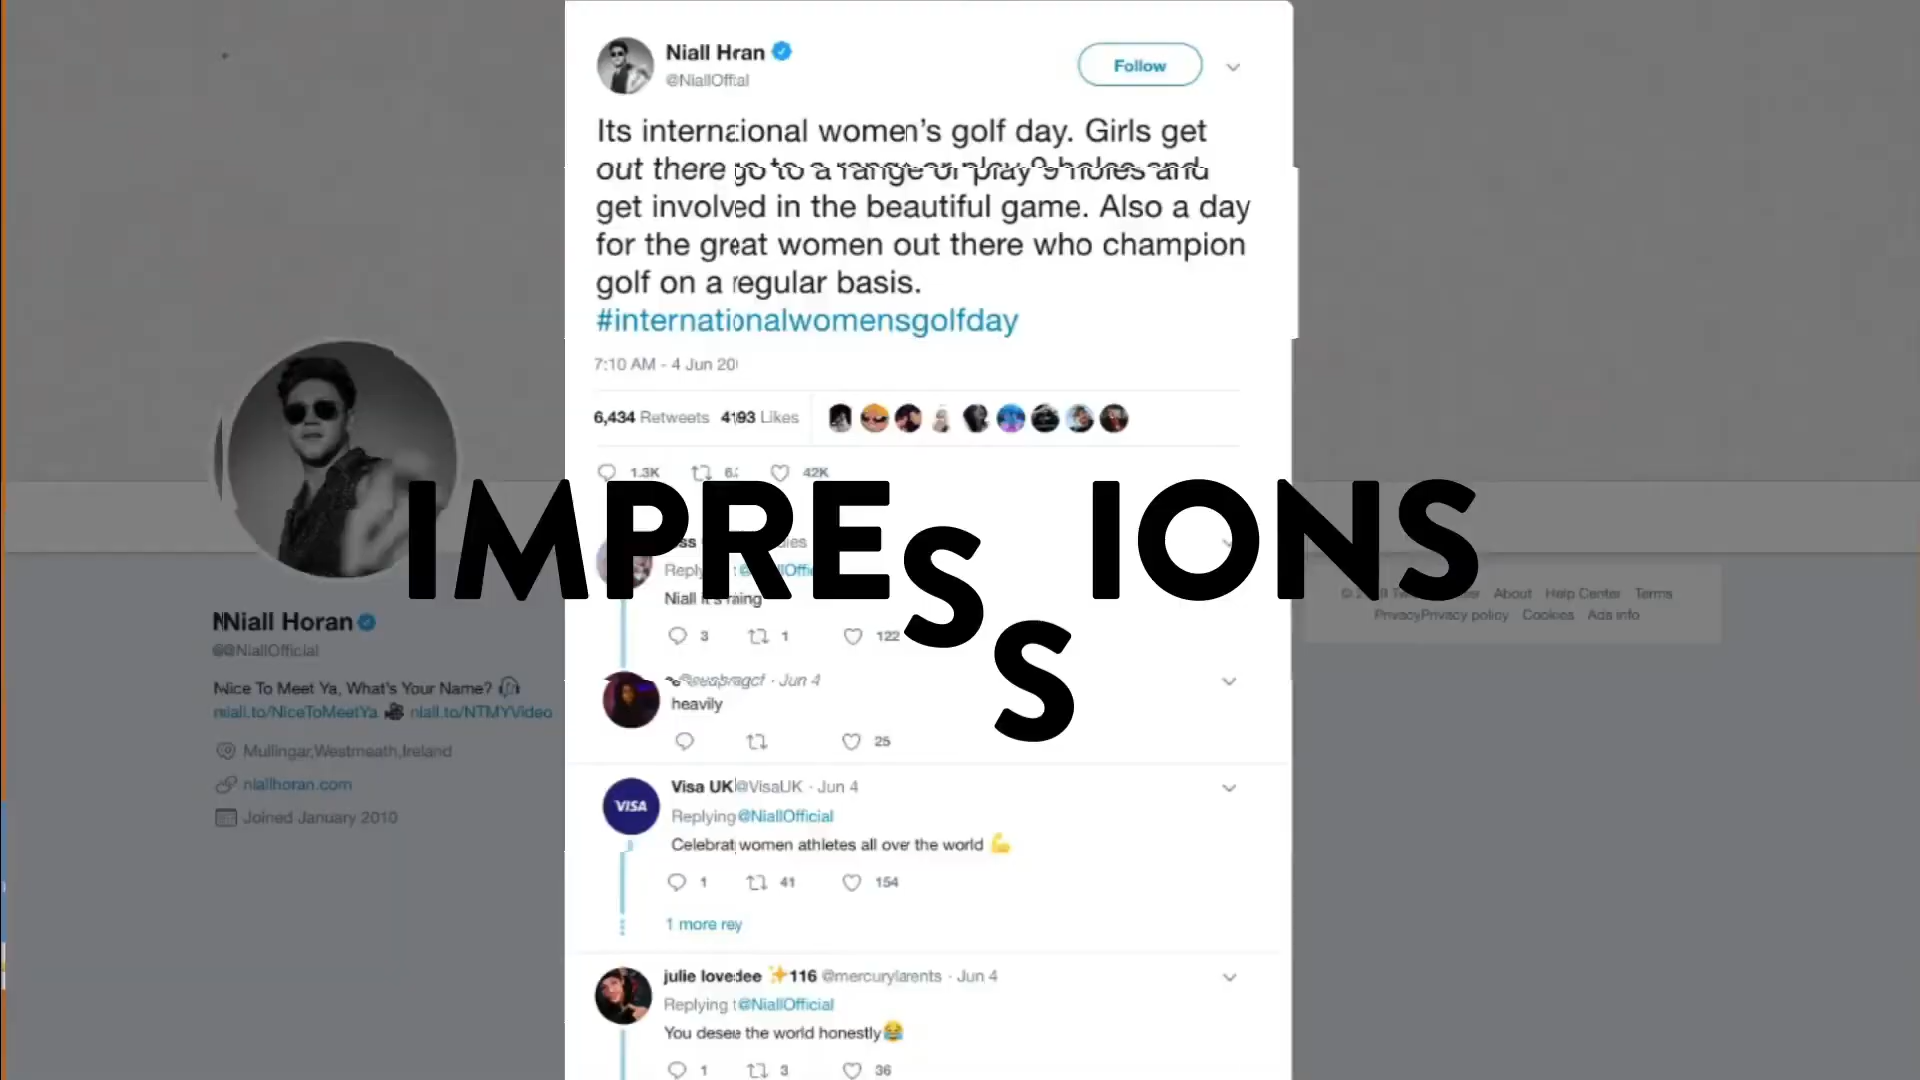 Niall Hran
@NiallOffial
Follow
Its internaional women's golf day. Girls get
out there go to a range or play 9 holes and
get involved in the beautiful game. Also a day
for the great women out there who champion
golf on a regular basis.
#internationalwomensgolfday
7:10 AM - 4 Jun 20
6,434 Retweets 4193 Likes
1.3K 42K
IMPRESSIONS
Niall it's raing
3 1 122
Jun 4
heavily
25
Visa UK @VisaUK · Jun 4
VISA
Replying @NiallOfficial
Celebrat women athletes all over the world 💪
1 41 154
1 more rey
julie lovedee ✨116 @mercurylarents · Jun 4
Replying t @NiallOfficial
You desee the world honestly😂
1 3 36
Niall Horan
@@NiallOfficial
Nice To Meet Ya, What's Your Name? 🎧
niall.to/NiceToMeetYa 🎥 niall.to/NTMYVideo
Mullingar,Westmeath,Ireland
niallhoran.com
Joined January 2010
About Help Center Terms
PrivacyPrivacy policy Cookies Ads info